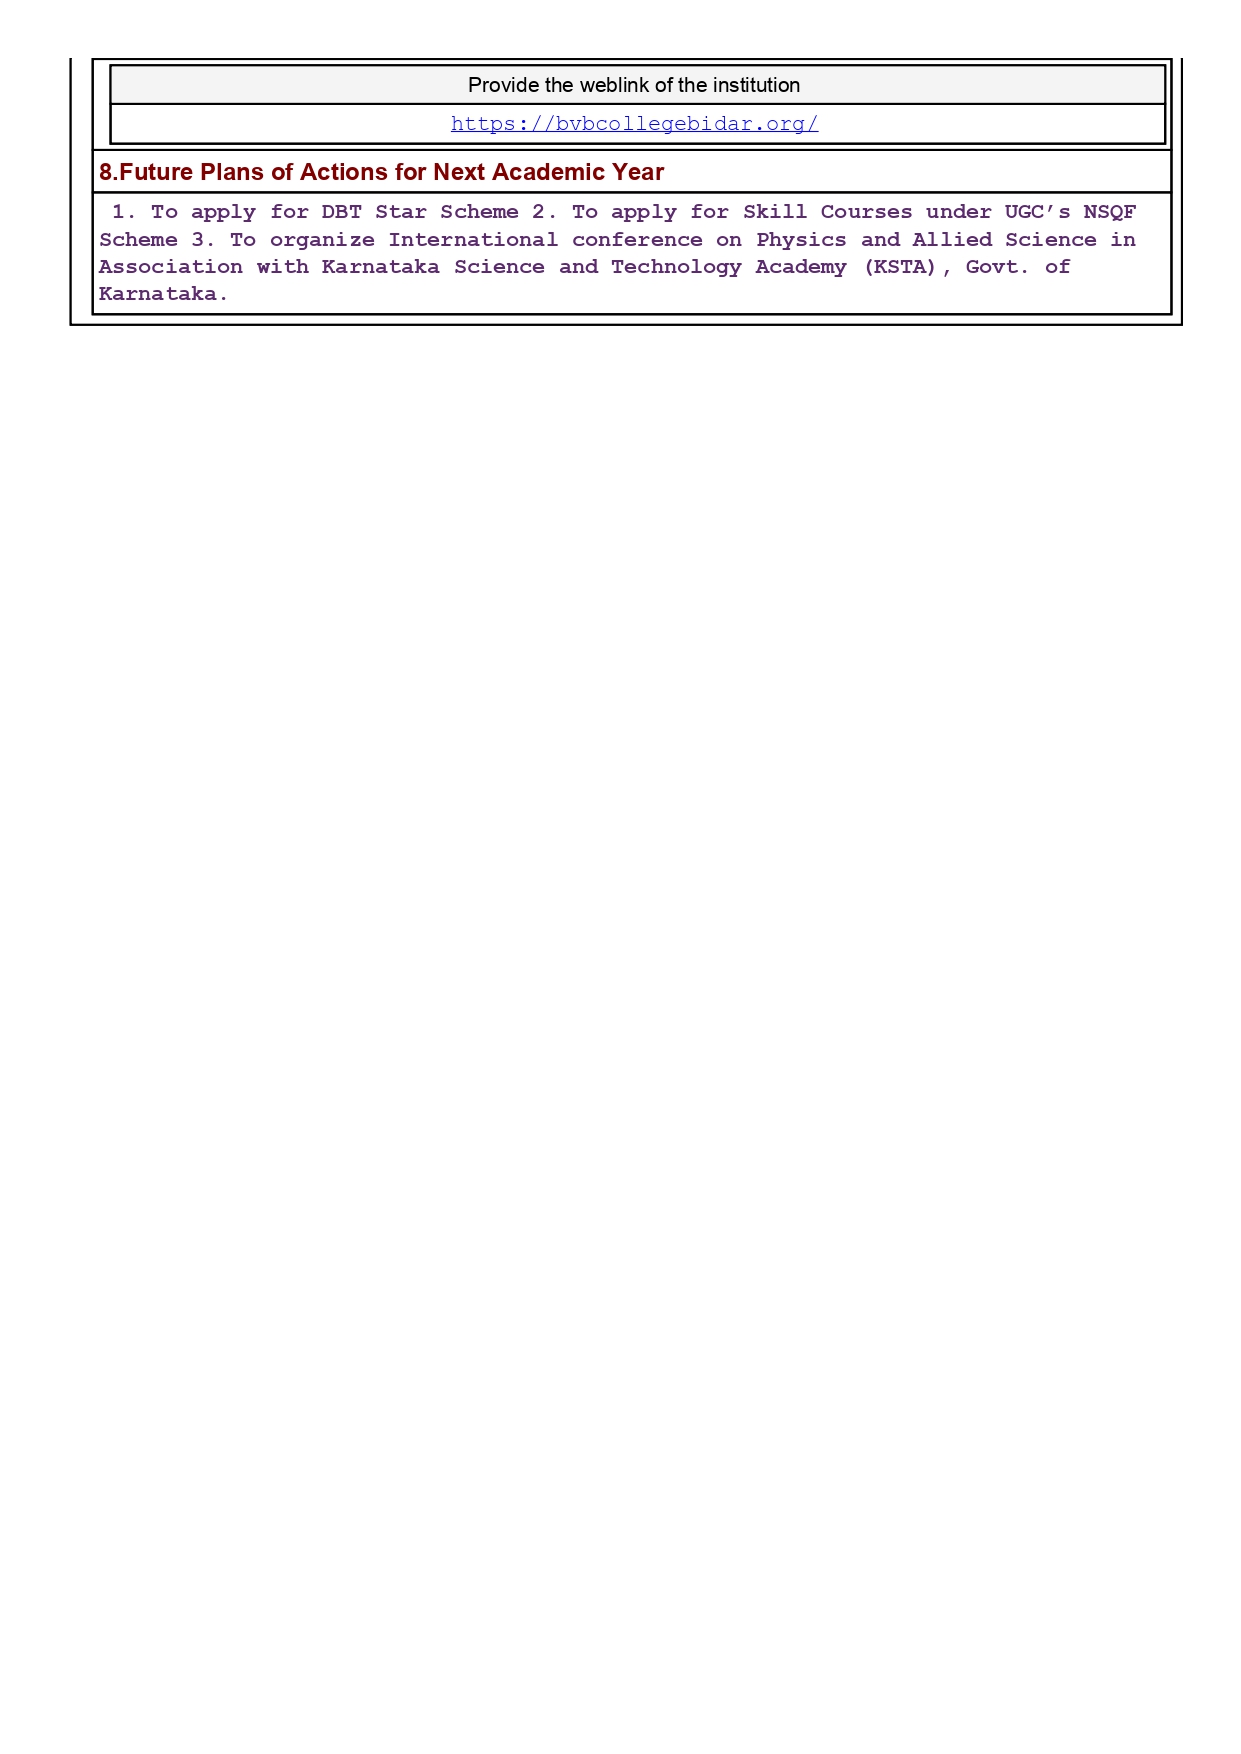 Provide the weblink of the institution
https://bvbcollegebidar.org/
8.Future Plans of Actions for Next Academic Year
1. To apply for DBT Star Scheme 2. To apply for Skill Courses under UGC’s NSQF
Scheme 3. To organize International conference on Physics and Allied Science in
Association with Karnataka Science and Technology Academy (KSTA), Govt. of
Karnataka.